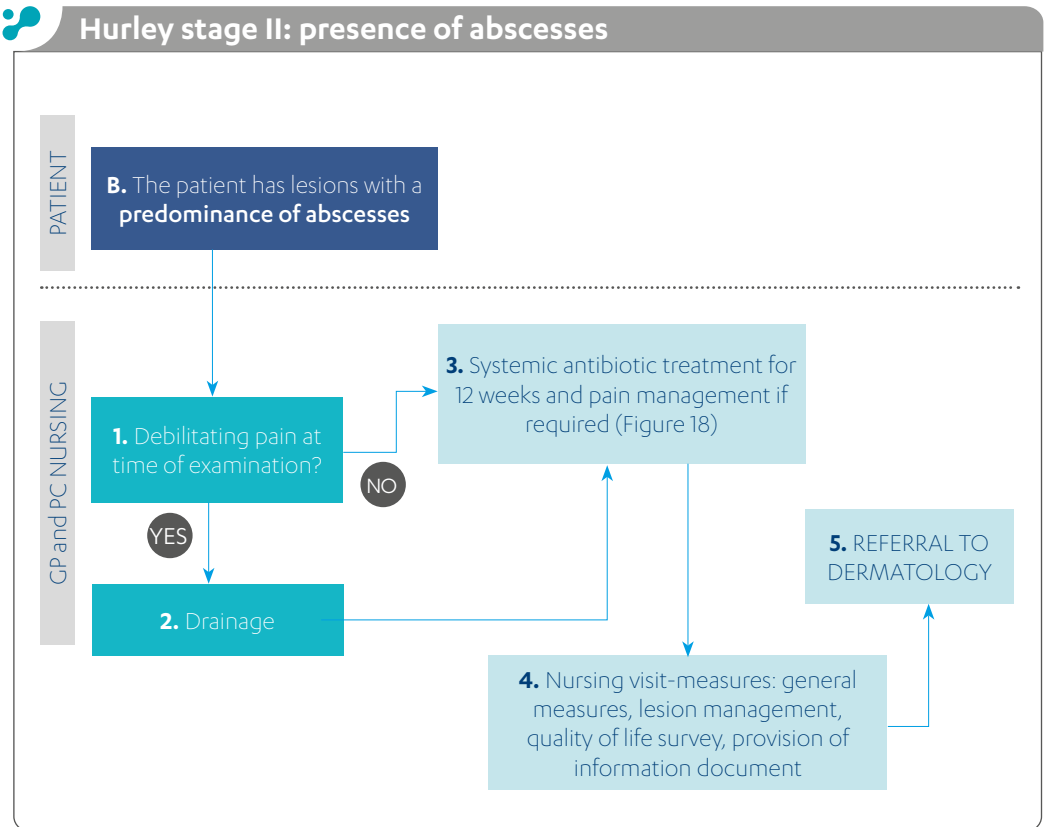 Hurley stage II: presence of abscesses
PATIENT
B. The patient has lesions with a
predominance of abscesses
GP and PC NURSING
1. Debilitating pain at
time of examination?
NO
YES
2. Drainage
3. Systemic antibiotic treatment for
12 weeks and pain management if
required (Figure 18)
4. Nursing visit-measures: general
measures, lesion management,
quality of life survey, provision of
information document
5. REFERRAL TO
DERMATOLOGY